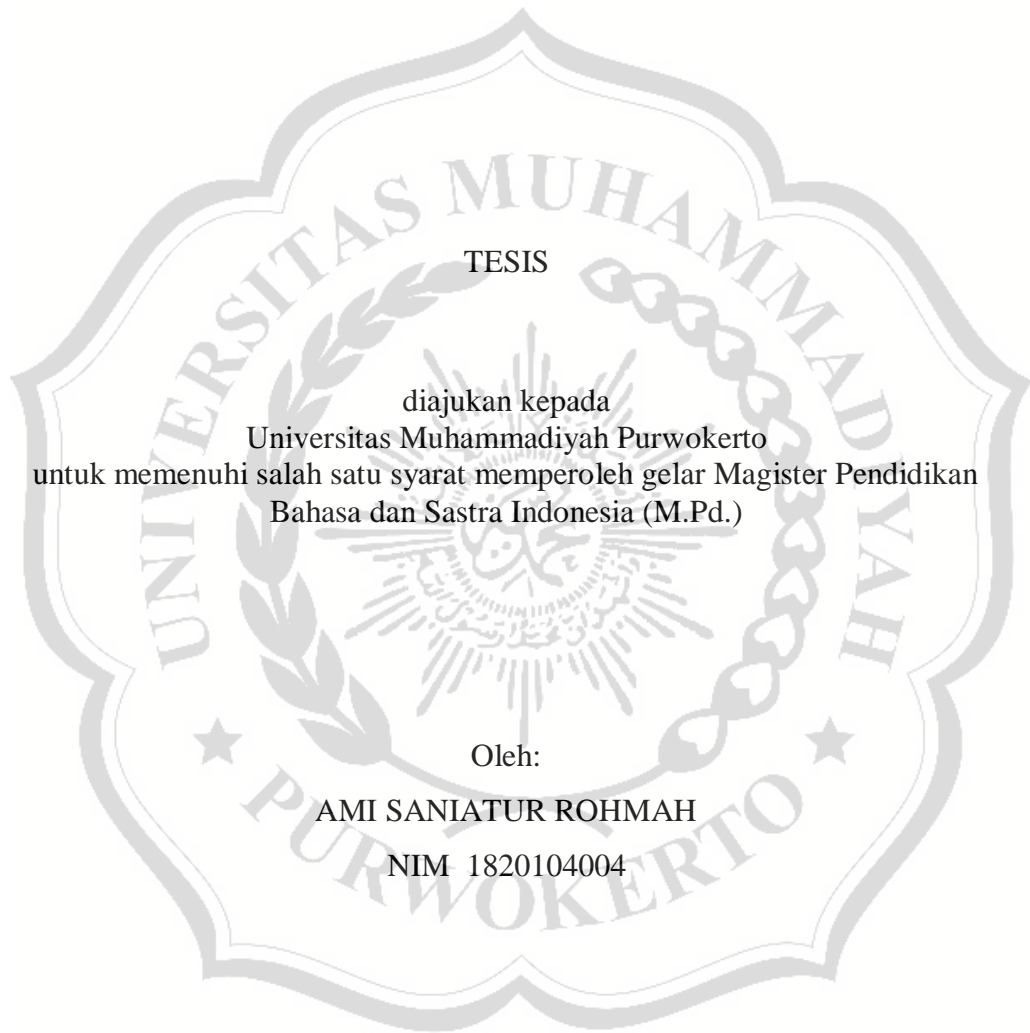 TESIS
diajukan kepada
Universitas Muhammadiyah Purwokerto
untuk memenuhi salah satu syarat memperoleh gelar Magister Pendidikan
Bahasa dan Sastra Indonesia (M.Pd.)
Oleh:
AMI SANIATUR ROHMAH
NIM 1820104004
UNIVERSITAS MUHAMMADIYAH
PURWOKERTO